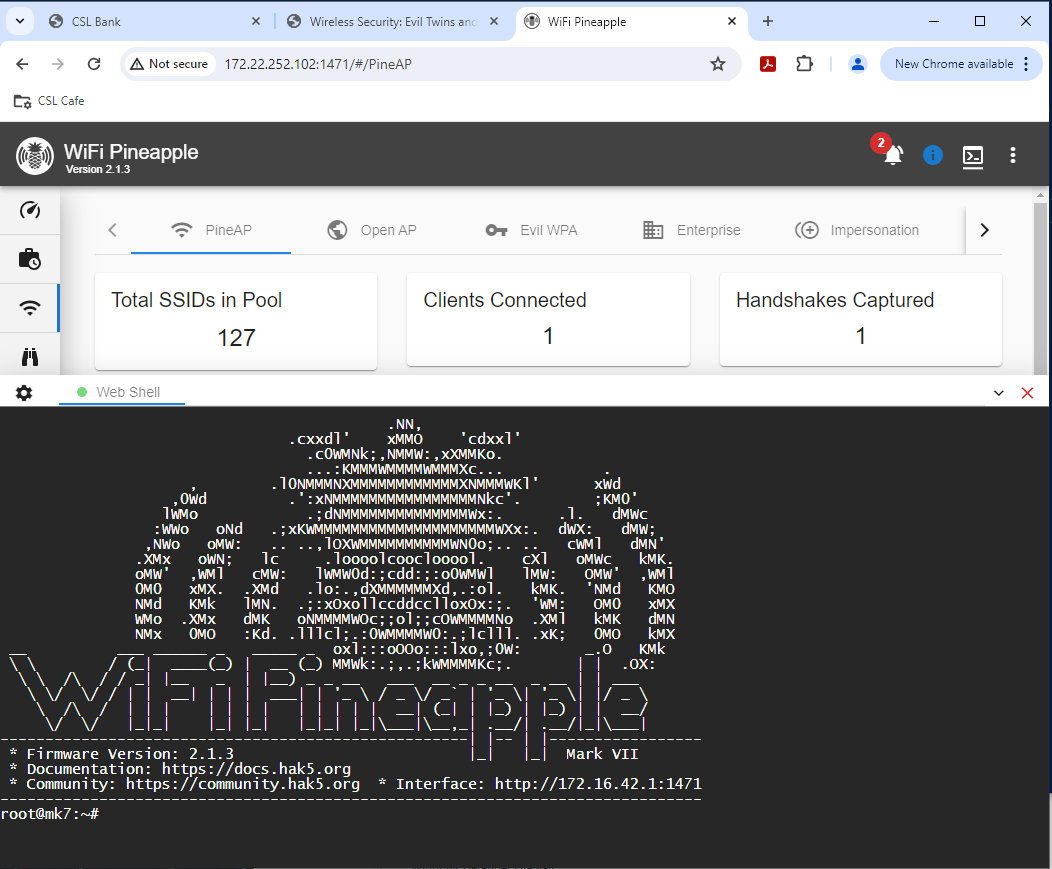 CSL Bank
Wireless Security: Evil Twins and
WiFi Pineapple
Not secure
172.22.252.102:1471/#/PineAP
New Chrome available
CSL Cafe
WiFi Pineapple
Version 2.1.3
2
PineAP
Open AP
Evil WPA
Enterprise
Impersonation
Total SSIDs in Pool
Clients Connected
Handshakes Captured
127
1
1
Web Shell
WiFi Pineapple
* Firmware Version: 2.1.3
Mark VII
* Documentation: https://docs.hak5.org
* Community: https://community.hak5.org * Interface: http://172.16.42.1:1471
root@mk7:~#